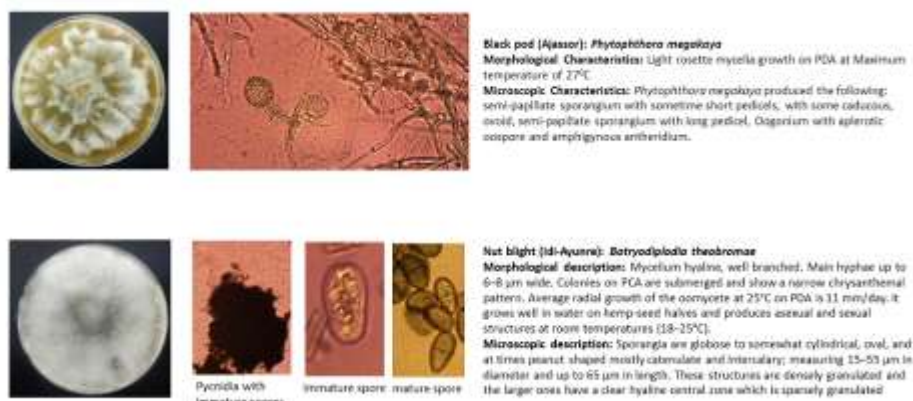 Black pod (Ajassor): Phytophthora megakaya
Morphological Characteristics: Light rosette mycelia growth on PDA at Maximum
temperature of 27⁰C
Microscopic Characteristics: Phytophthora megakaya produced the following:
semi-papillate sporangium with sometime short pedicels, with some caducous,
ovoid, semi-papillate sporangium with long pedicel. Oogonium with aplerotic
oospore and amphigynous antheridium.
Nut blight (Idi-Ayunre): Botryodiplodia theobromae
Morphological description: Mycelium hyaline, well branched. Main hyphae up to
6–8 µm wide. Colonies on PCA are submerged and show a narrow chrysanthemal
pattern. Average radial growth of the oomycete at 25°C on PDA is 11 mm/day. It
grows well in water on hemp-seed halves and produces asexual and sexual
structures at room temperatures (18–25°C).
Microscopic description: Sporangia are globose to somewhat cylindrical, oval, and
at times peanut shaped mostly catenulate and intercalary; measuring 15–55 µm in
diameter and up to 65 µm in length. These structures are densely granulated and
the larger ones have a clear hyaline central zone which is sparsely granulated
Pycnidia with
immature spore mature spore